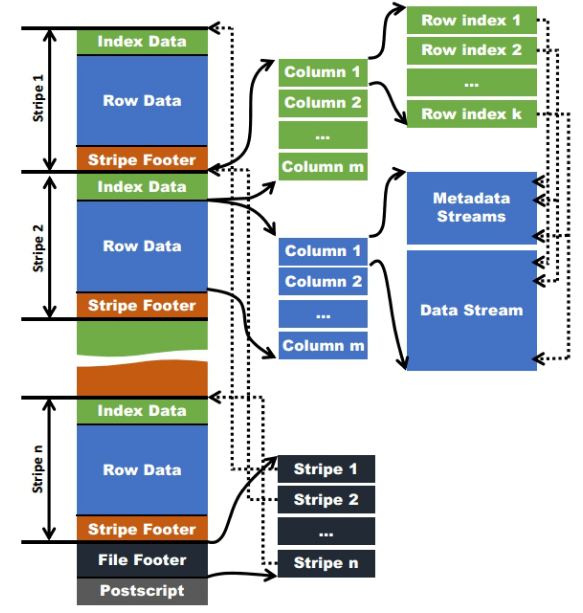 Stripe 1
Index Data
Row Data
Stripe Footer
Stripe 2
Index Data
Row Data
Stripe Footer
Stripe n
Index Data
Row Data
Stripe Footer
File Footer
Postscript
Column 1
Column 2
...
Column m
Column 1
Column 2
...
Column m
Stripe 1
Stripe 2
...
Stripe n
Row index 1
Row index 2
...
Row index k
Metadata
Streams
Data Stream